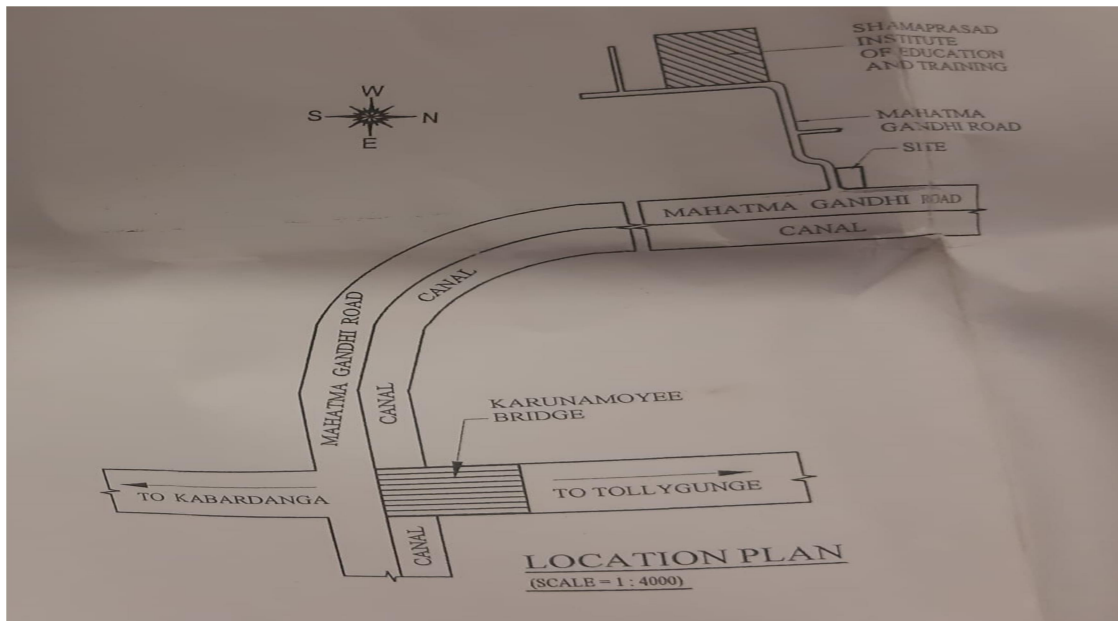 SHAMAPRASAD
INSTITUTE
OF EDUCATION
AND TRAINING
W
S N
E
MAHATMA
GANDHI ROAD
SITE
MAHATMA GANDHI ROAD
CANAL
CANAL
MAHATMA GANDHI ROAD
CANAL
KARUNAMOYEE
BRIDGE
TO KABARDANGA
TO TOLLYGUNGE
CANAL
LOCATION PLAN
(SCALE = 1 : 4000)